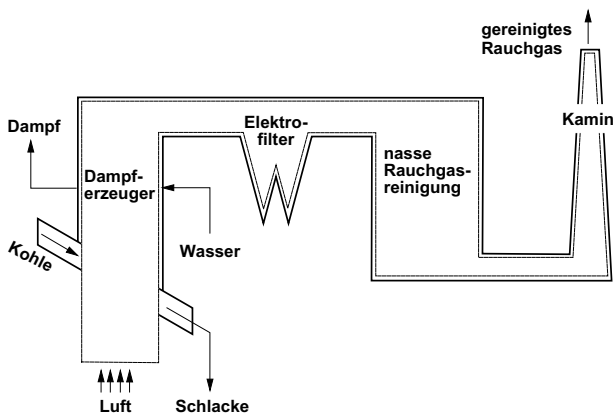 gereinigtes
Rauchgas
Kamin
Elektro-
filter
Dampf
nasse
Rauchgas-
reinigung
Dampf-
erzeuger
Wasser
Kohle
Luft
Schlacke